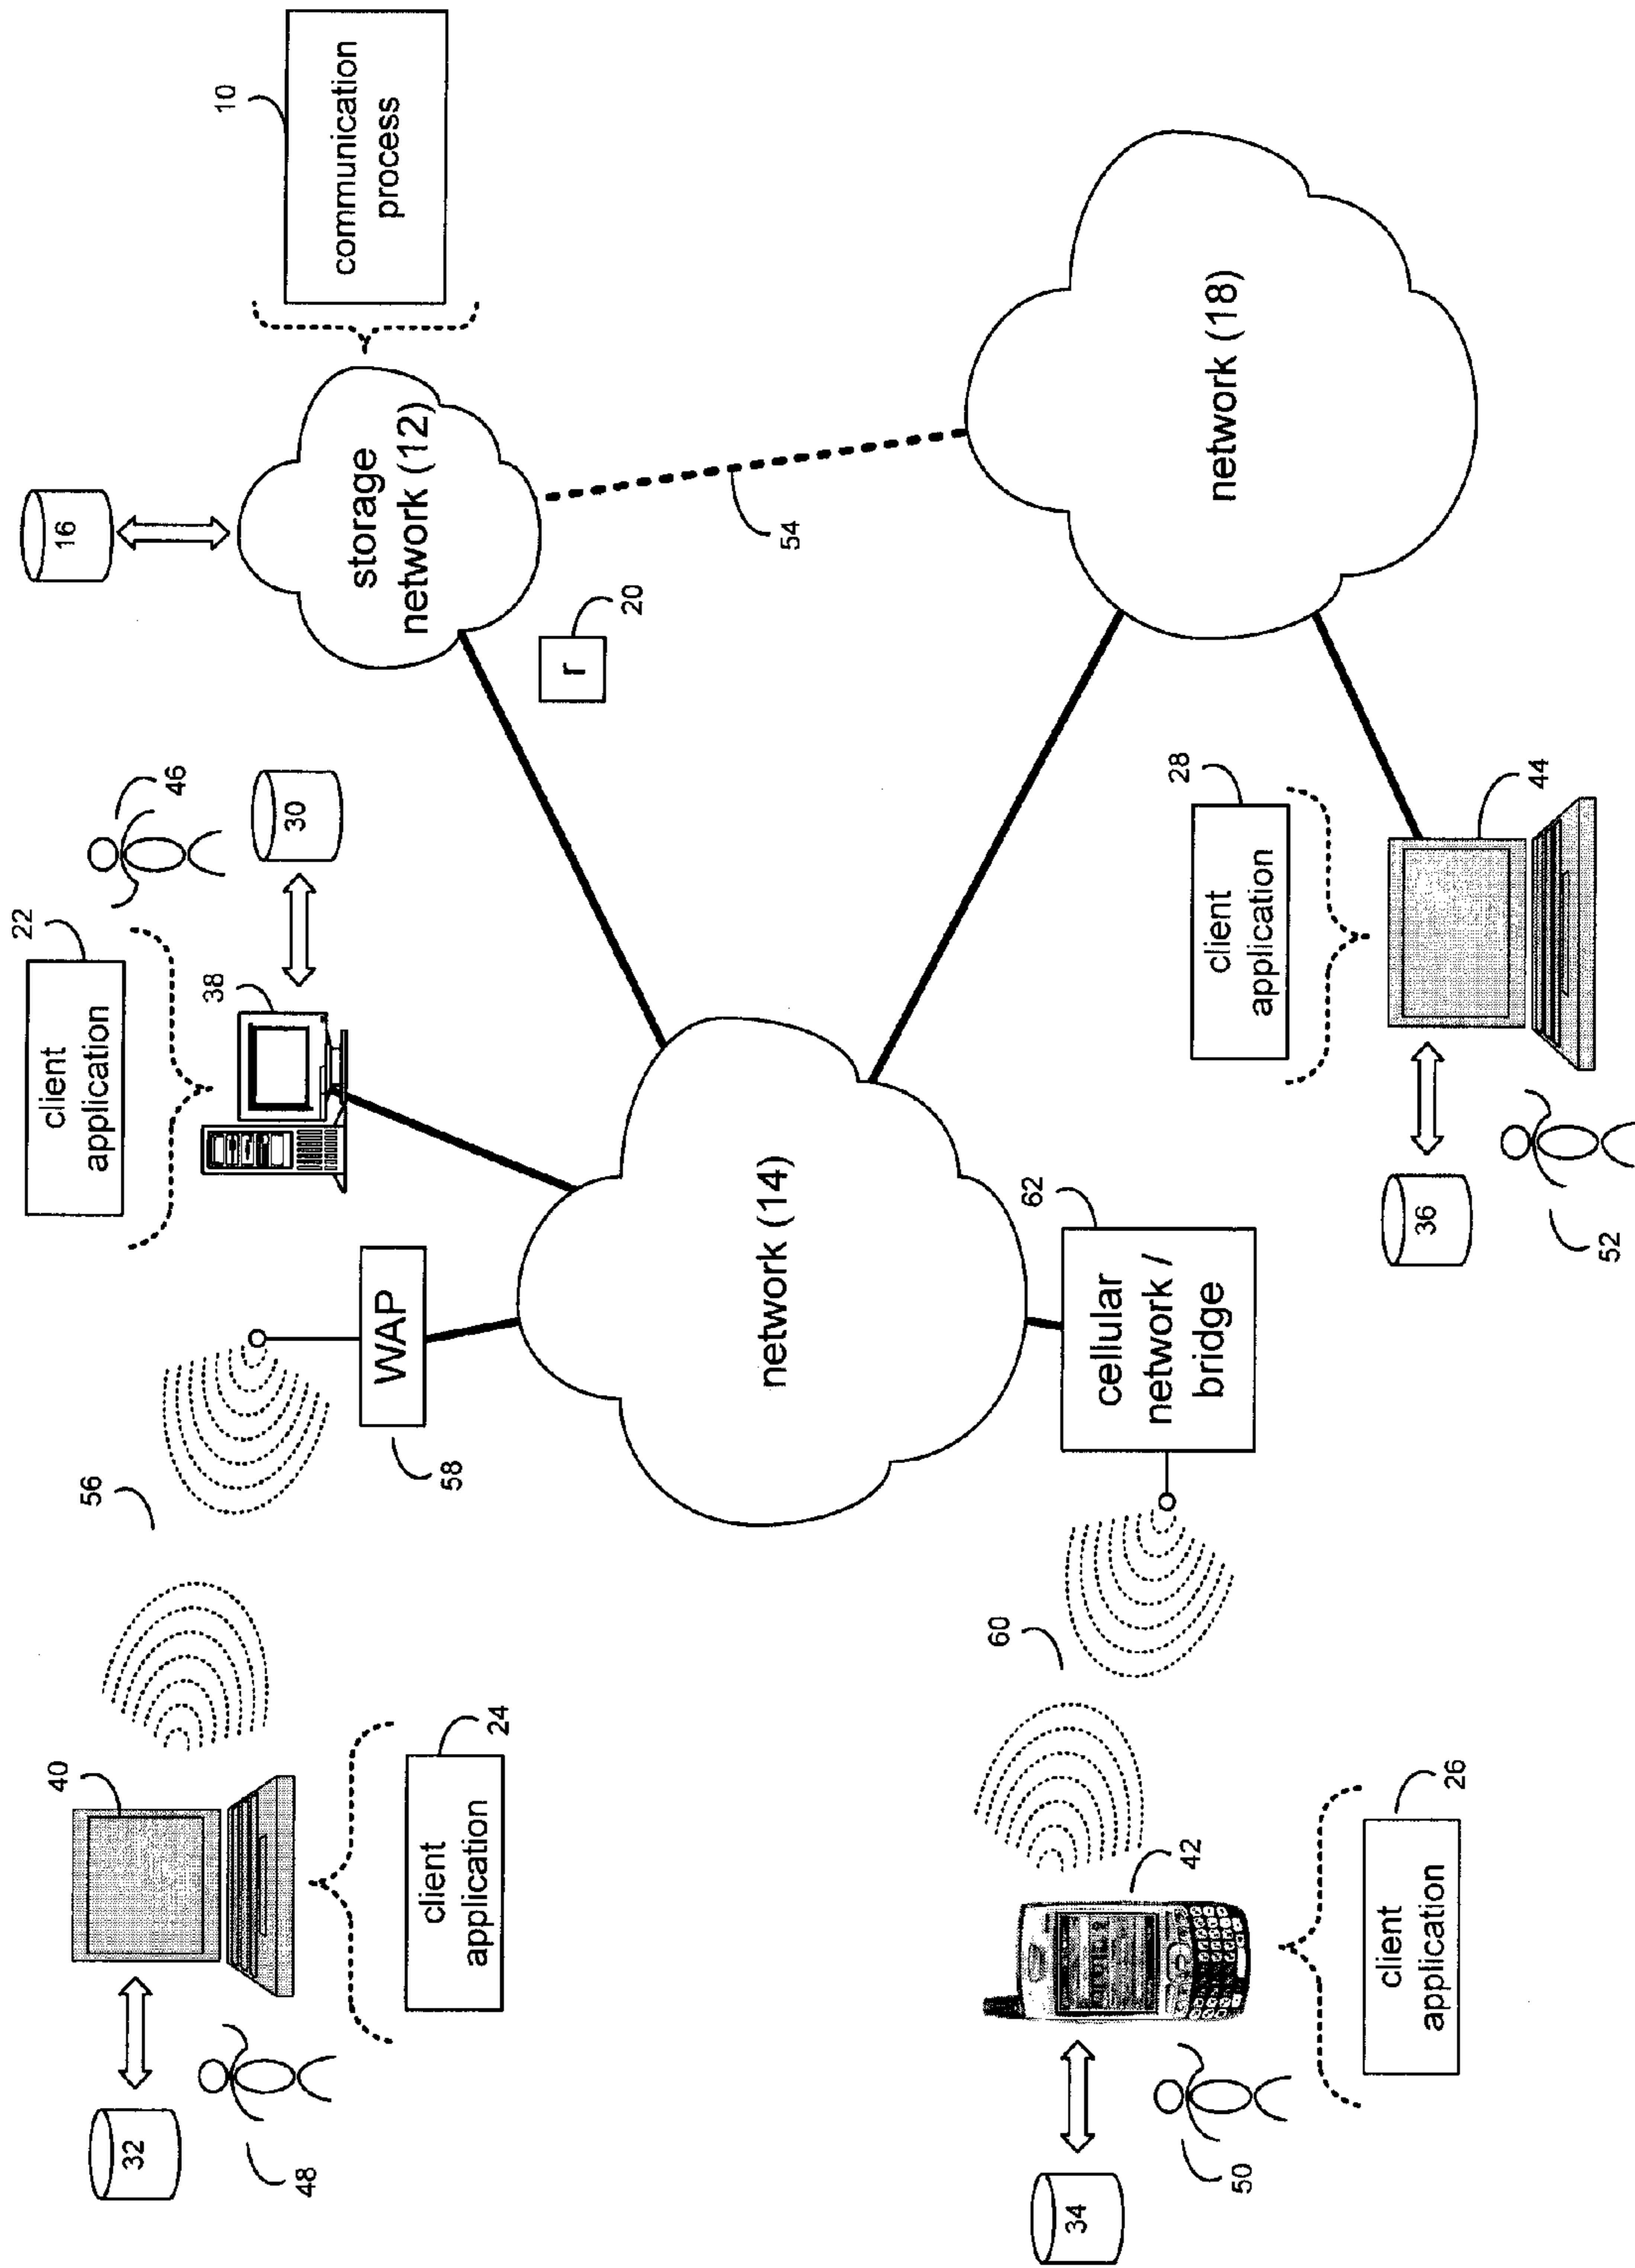 10
communication
process
16
storage
network (12)
54
network (18)
r
20
46
30
22
client
application
38
28
client
application
44
36
52
network (14)
62
cellular
network /
bridge
WAP
58
56
60
40
24
client
application
32
48
42
26
client
application
34
50